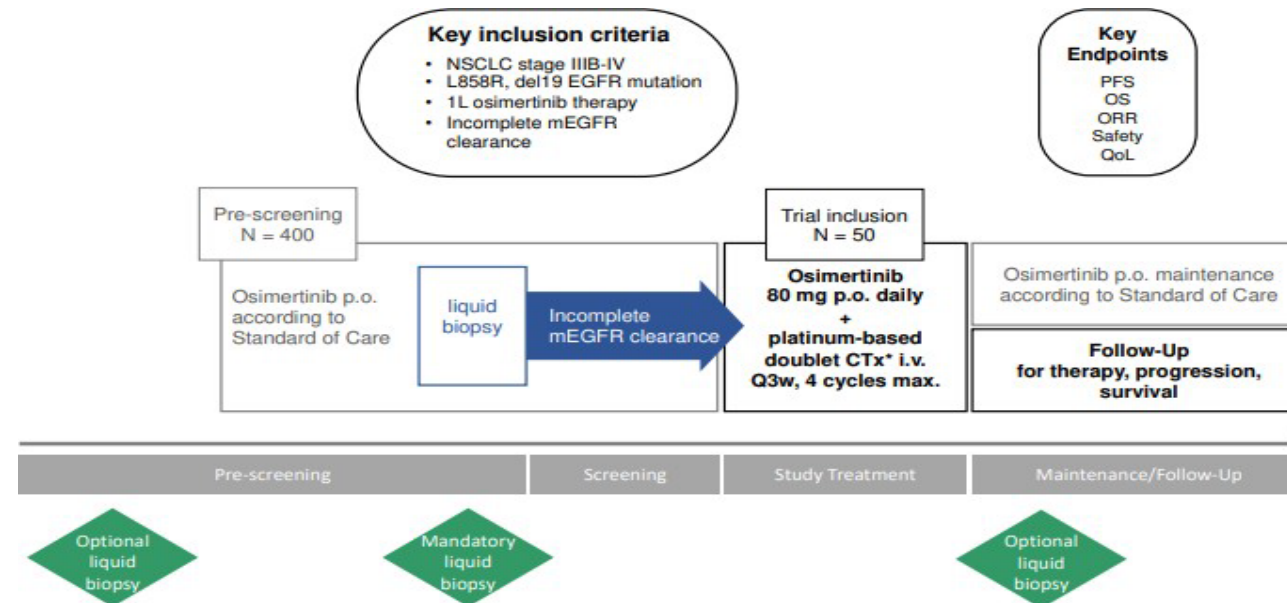 Key inclusion criteria
• NSCLC stage IIIB-IV
• L858R, del19 EGFR mutation
• 1L osimertinib therapy
• Incomplete mEGFR
clearance
Key
Endpoints
PFS
OS
ORR
Safety
QoL
Pre-screening
N = 400
Trial inclusion
N = 50
Osimertinib p.o.
according to
Standard of Care
liquid
biopsy
Incomplete
mEGFR clearance
Osimertinib
80 mg p.o. daily
+
platinum-based
doublet CTx* i.v.
Q3w, 4 cycles max.
Osimertinib p.o. maintenance
according to Standard of Care
Follow-Up
for therapy, progression,
survival
Pre-screening
Screening
Study Treatment
Maintenance/Follow-Up
Optional
liquid
biopsy
Mandatory
liquid
biopsy
Optional
liquid
biopsy